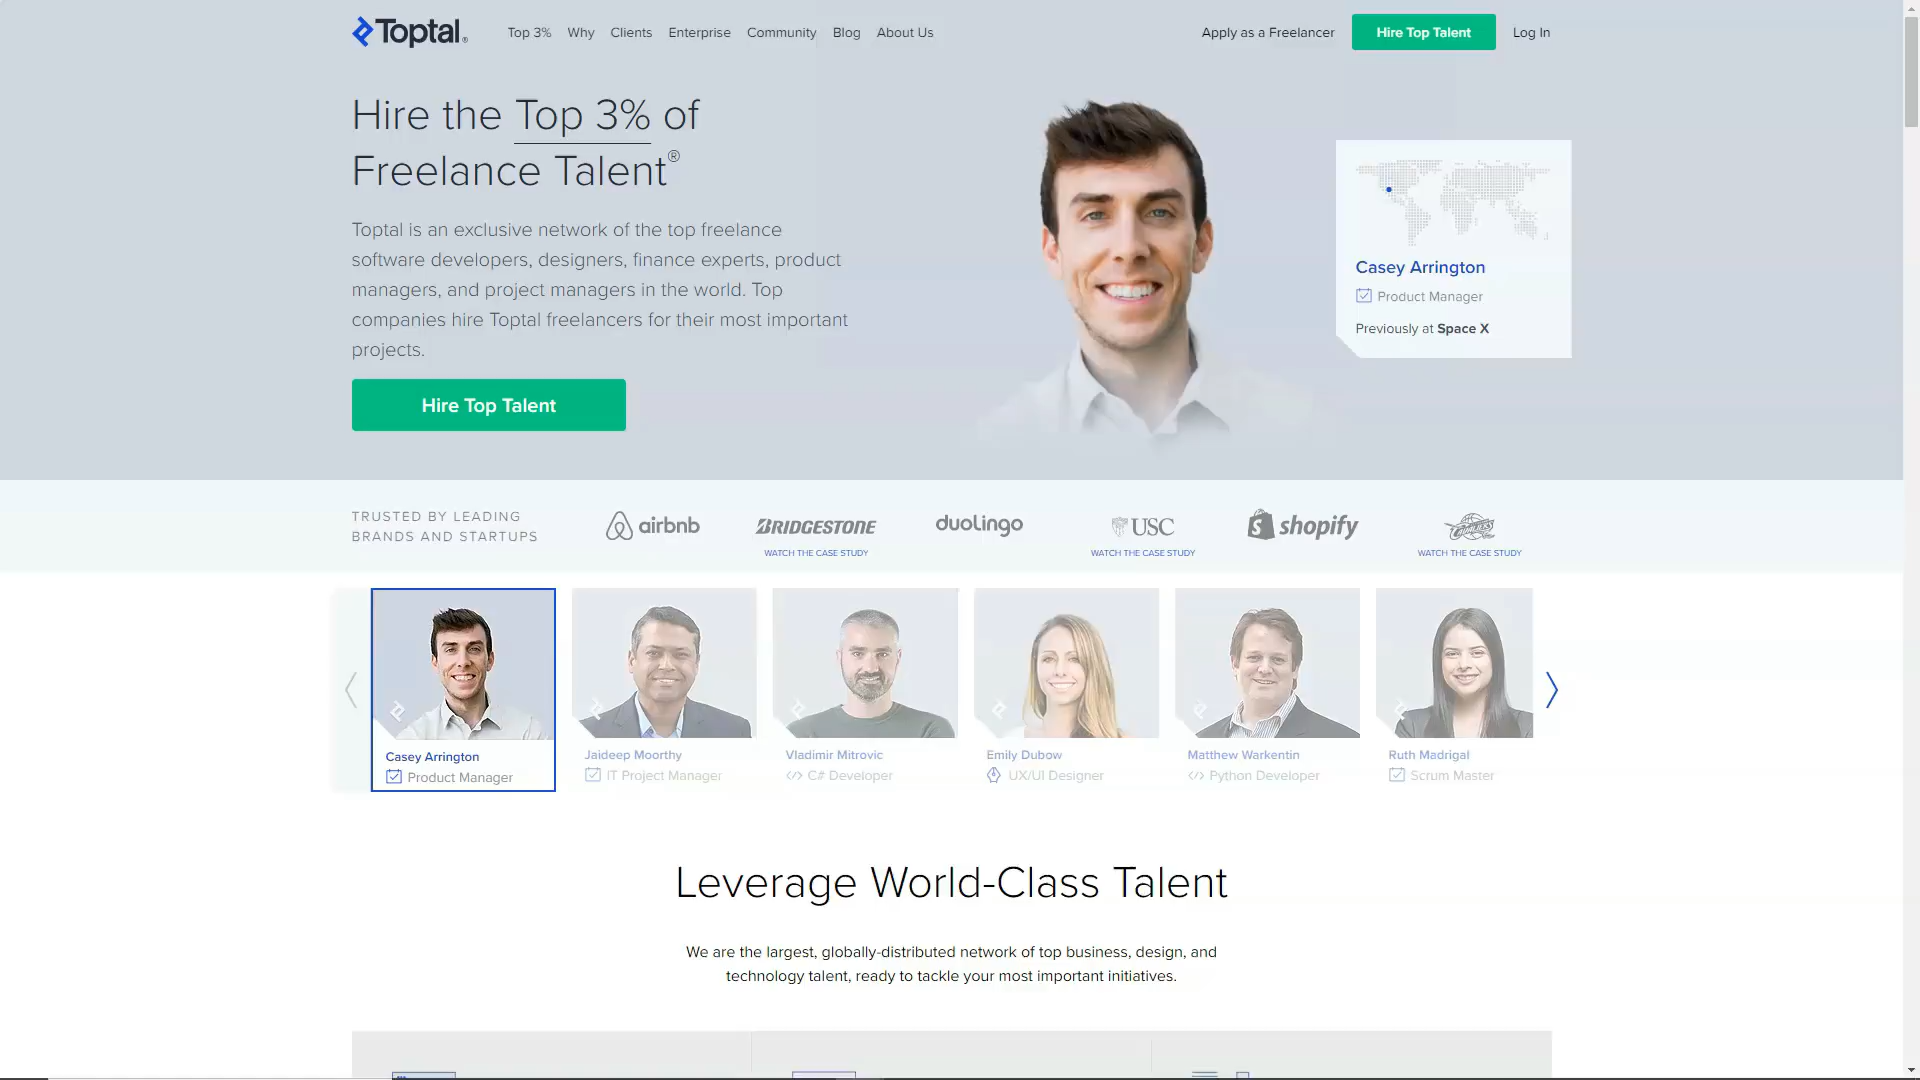 Toptal®
Top 3% Why Clients Enterprise Community Blog About Us
Apply as a Freelancer Hire Top Talent Log In
Hire the Top 3% of
Freelance Talent®
Toptal is an exclusive network of the top freelance
software developers, designers, finance experts, product
managers, and project managers in the world. Top
companies hire Toptal freelancers for their most important
projects.
Hire Top Talent
Casey Arrington
Product Manager
Previously at Space X
TRUSTED BY LEADING
BRANDS AND STARTUPS
airbnb
BRIDGESTONE
WATCH THE CASE STUDY
duolingo
USC
WATCH THE CASE STUDY
shopify
CAVALIERS
WATCH THE CASE STUDY
Casey Arrington
Product Manager
Jaideep Moorthy
IT Project Manager
Vladimir Mitrovic
C# Developer
Emily Dubow
UX/UI Designer
Matthew Warkentin
Python Developer
Ruth Madrigal
Scrum Master
Leverage World-Class Talent
We are the largest, globally-distributed network of top business, design, and
technology talent, ready to tackle your most important initiatives.